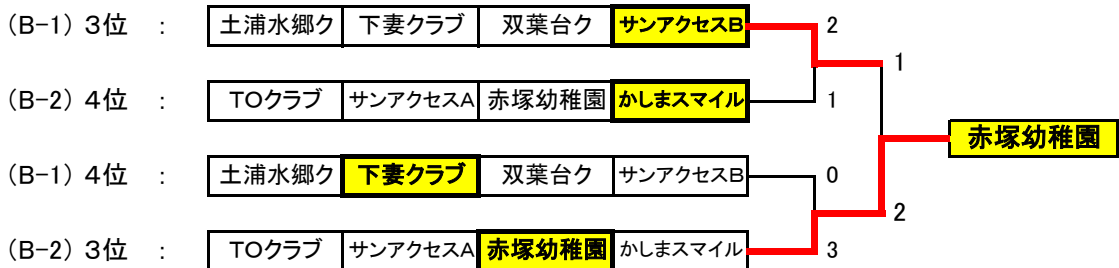 (B-1) 3位 : 土浦水郷ク 下妻クラブ 双葉台ク サンアクセスB 2
1
(B-2) 4位 : TOクラブ サンアクセスA 赤塚幼稚園 かしまスマイル 1
赤塚幼稚園
(B-1) 4位 : 土浦水郷ク 下妻クラブ 双葉台ク サンアクセスB 0
2
(B-2) 3位 : TOクラブ サンアクセスA 赤塚幼稚園 かしまスマイル 3